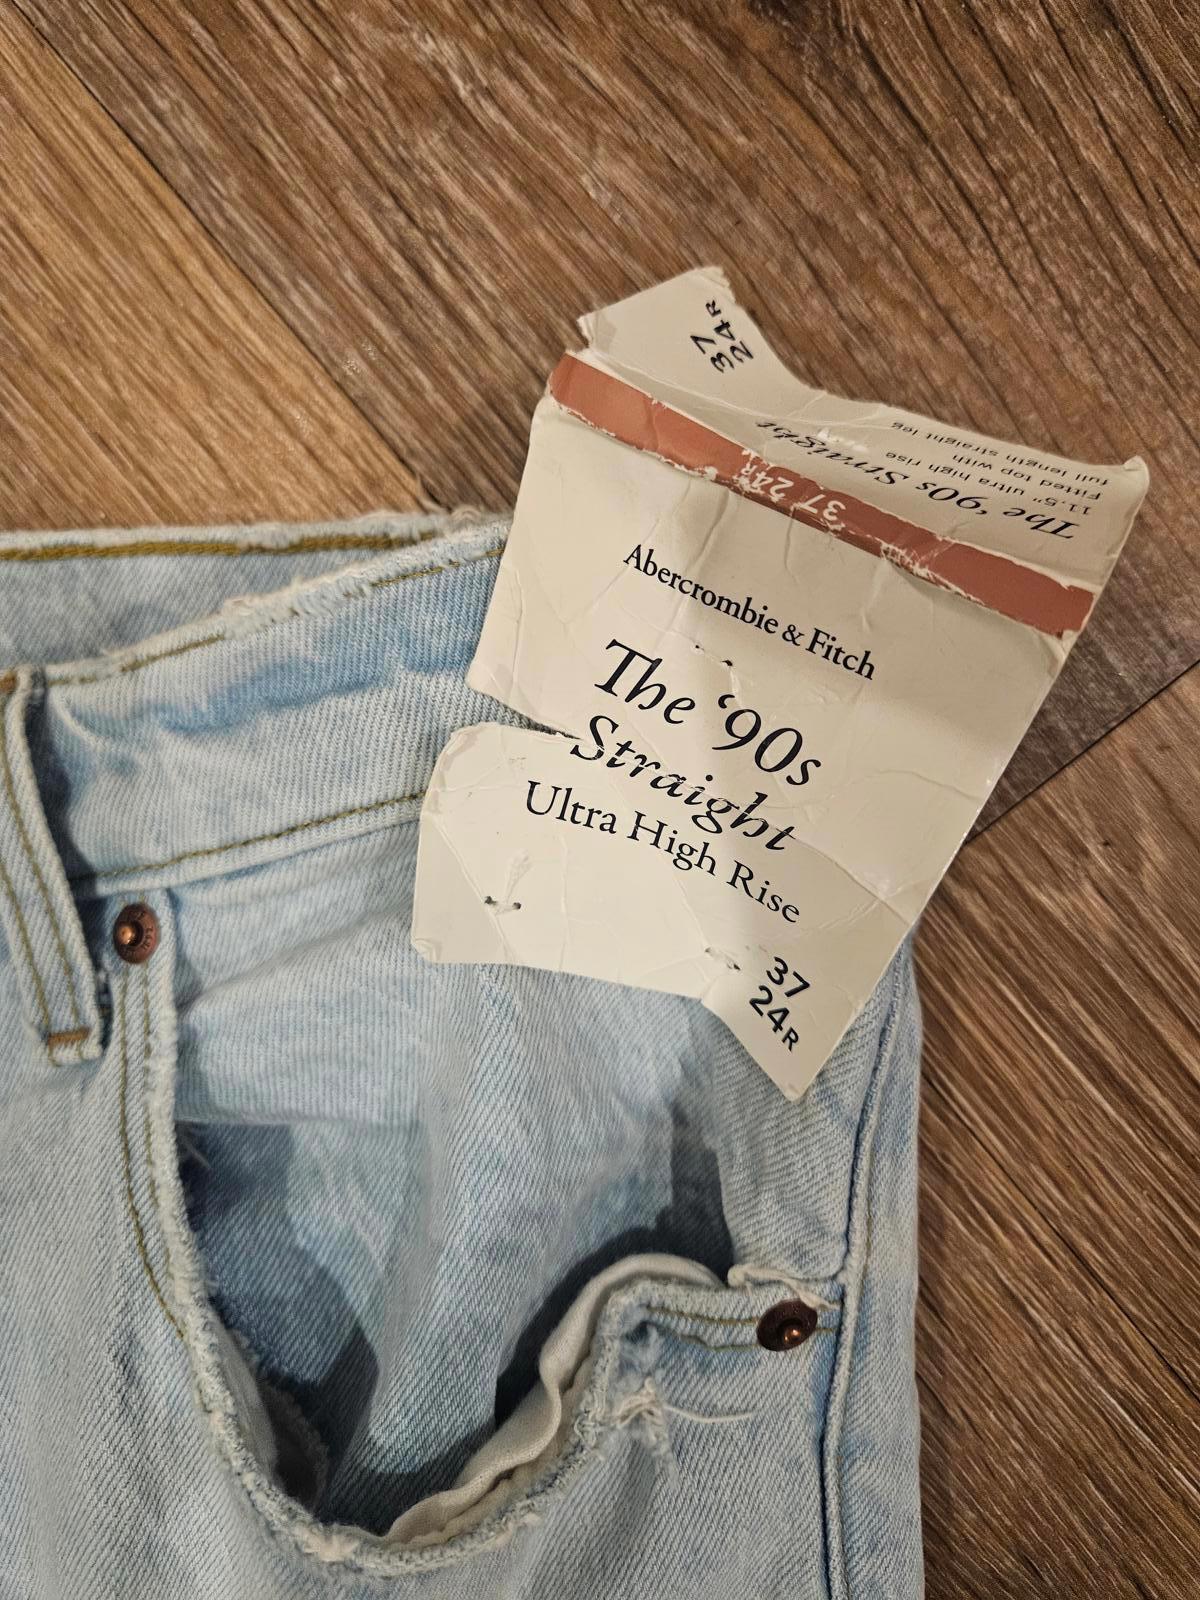 37
24R
The '90s Straight
11.5" ultra high rise
Fitted top with
full length straight leg
37 24R
Abercrombie & Fitch
The '90s
Straight
Ultra High Rise
37
24R